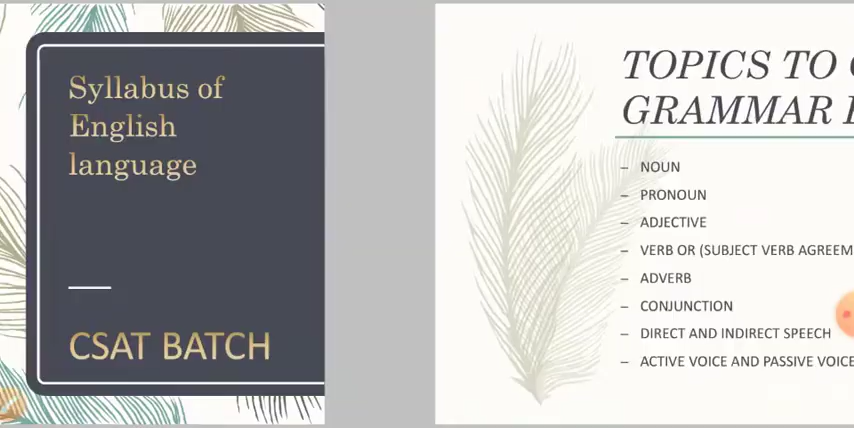 Syllabus of
English
language
CSAT BATCH
TOPICS TO
GRAMMAR
– NOUN
– PRONOUN
– ADJECTIVE
– VERB OR (SUBJECT VERB AGREEM
– ADVERB
– CONJUNCTION
– DIRECT AND INDIRECT SPEECH
– ACTIVE VOICE AND PASSIVE VOICE